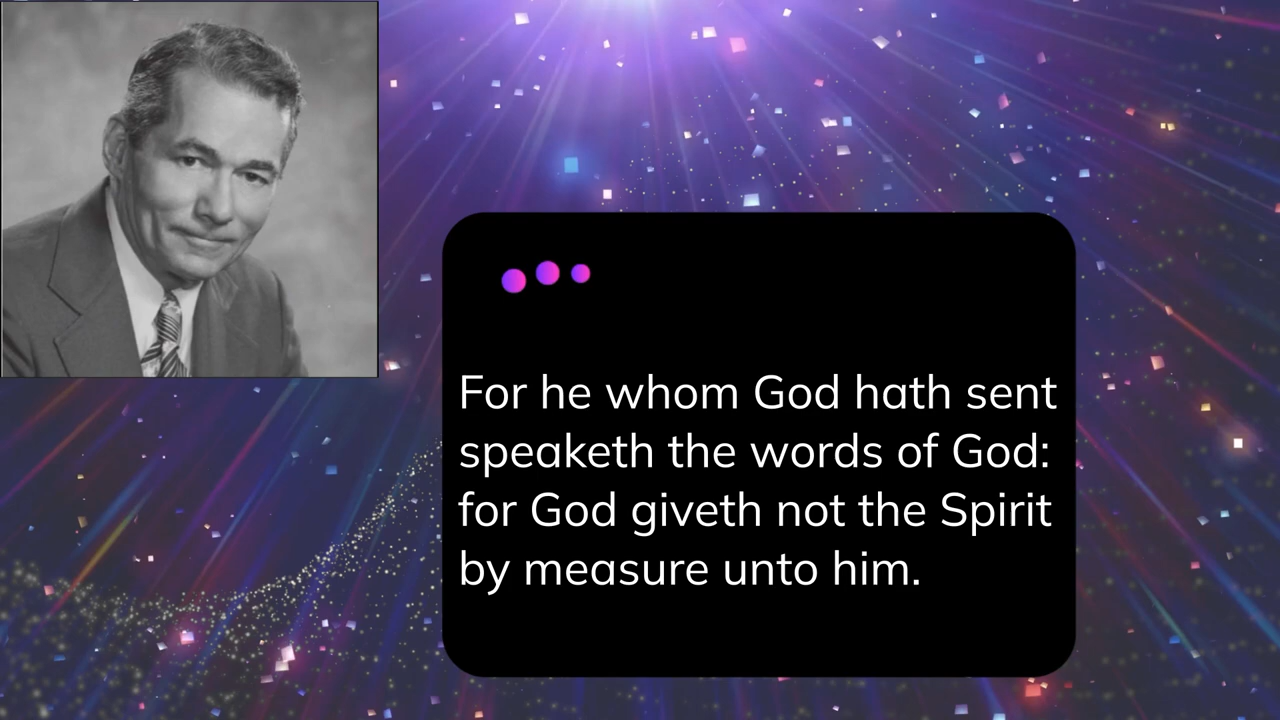 For he whom God hath sent
speaketh the words of God:
for God giveth not the Spirit
by measure unto him.